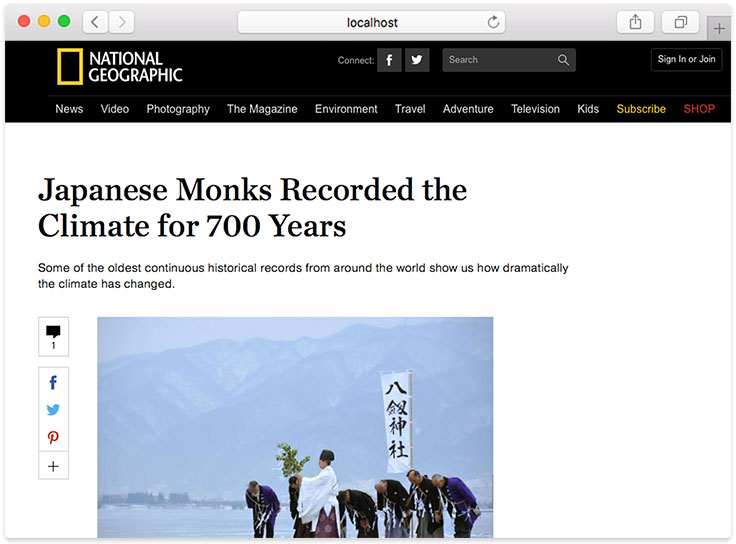 localhost
NATIONAL
GEOGRAPHIC
Connect:
Search
Sign In or Join
News Video Photography The Magazine Environment Travel Adventure Television Kids Subscribe SHOP
Japanese Monks Recorded the
Climate for 700 Years
Some of the oldest continuous historical records from around the world show us how dramatically
the climate has changed.
1
八劔神社